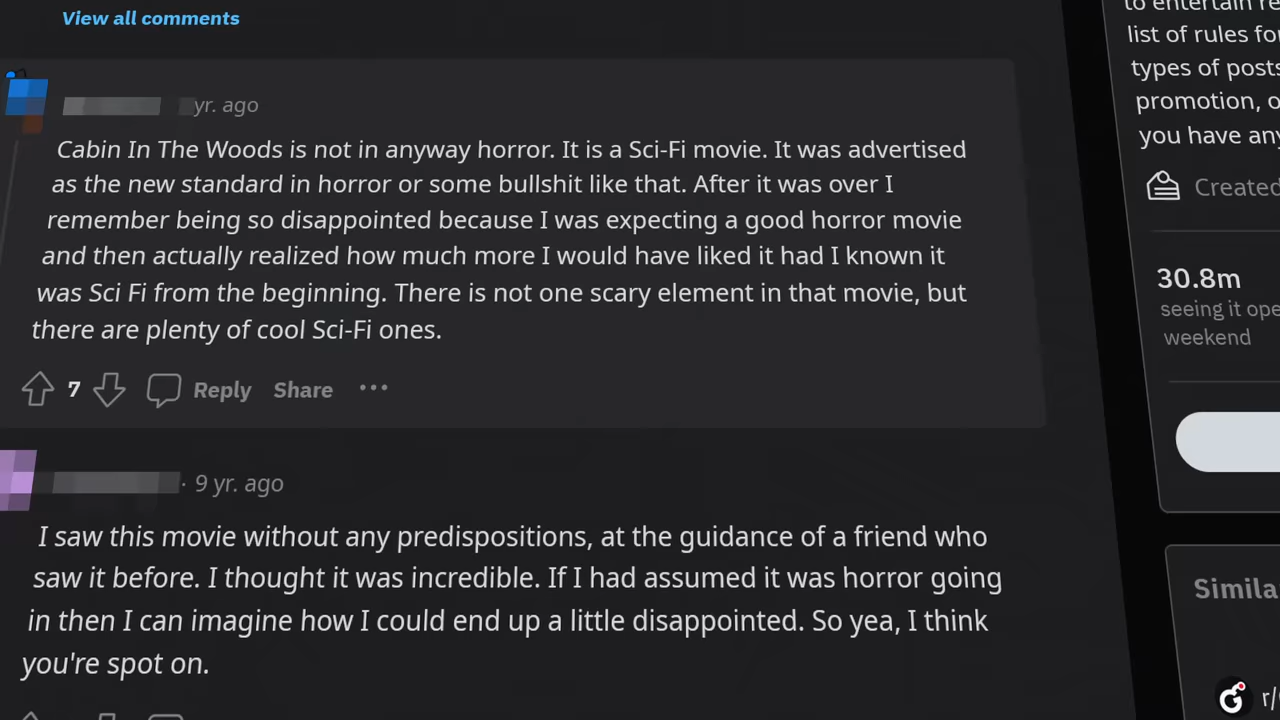 View all comments
yr. ago
Cabin In The Woods is not in anyway horror. It is a Sci-Fi movie. It was advertised
as the new standard in horror or some bullshit like that. After it was over I
remember being so disappointed because I was expecting a good horror movie
and then actually realized how much more I would have liked it had I known it
was Sci Fi from the beginning. There is not one scary element in that movie, but
there are plenty of cool Sci-Fi ones.
7 Reply Share •••
· 9 yr. ago
I saw this movie without any predispositions, at the guidance of a friend who
saw it before. I thought it was incredible. If I had assumed it was horror going
in then I can imagine how I could end up a little disappointed. So yea, I think
you're spot on.
to entertain re
list of rules fo
types of posts
promotion, o
you have any
Created
30.8m
seeing it ope
weekend
Simila
r/